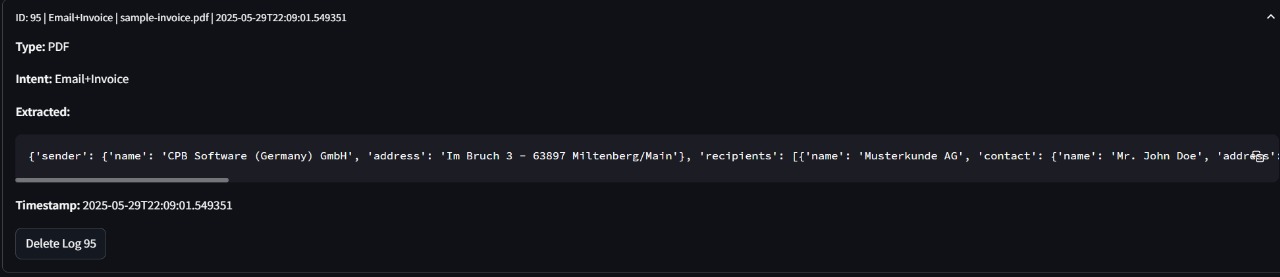 ID: 95 | Email+Invoice | sample-invoice.pdf | 2025-05-29T22:09:01.549351
Type: PDF
Intent: Email+Invoice
Extracted:
{'sender': {'name': 'CPB Software (Germany) GmbH', 'address': 'Im Bruch 3 - 63897 Miltenberg/Main'}, 'recipients': [{'name': 'Musterkunde AG', 'contact': {'name': 'Mr. John Doe', 'address':
Timestamp: 2025-05-29T22:09:01.549351
Delete Log 95